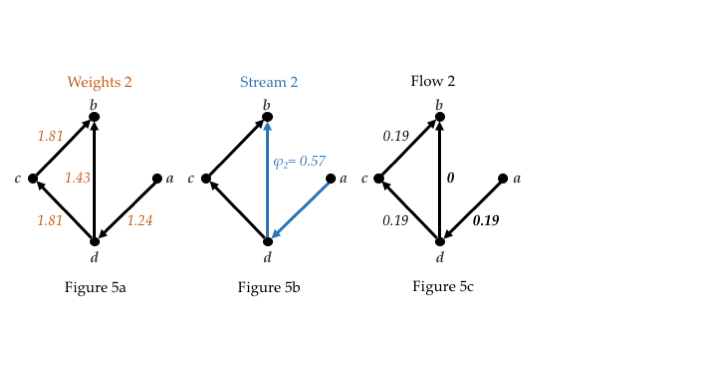 Weights 2
b
1.81
c
1.43
a
1.81
1.24
d
Figure 5a
Stream 2
b
φ₂= 0.57
c
a
d
Figure 5b
Flow 2
b
0.19
c
0
a
0.19
0.19
d
Figure 5c